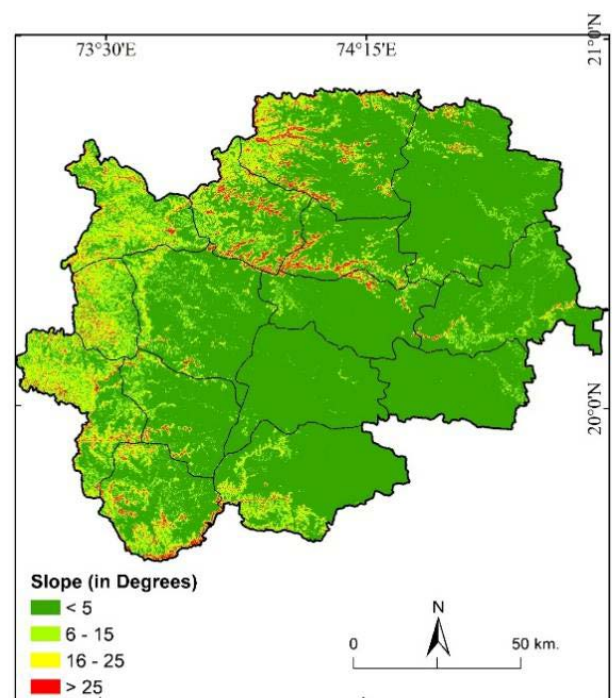 73°30'E
74°15'E
21°0'N
20°0'N
Slope (in Degrees)
< 5
6 - 15
16 - 25
> 25
N
0
50 km.